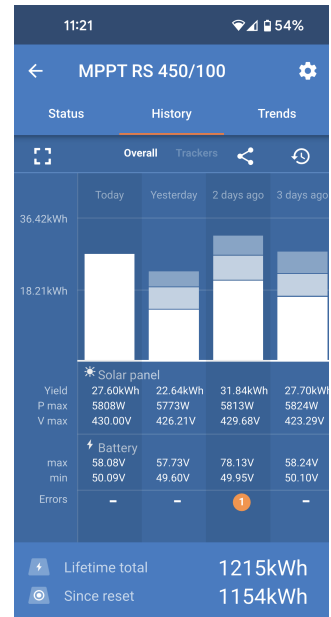 11:21 54%
MPPT RS 450/100
Status History Trends
Overall Trackers
Today Yesterday 2 days ago 3 days ago
36.42kWh
18.21kWh
Solar panel
Yield 27.60kWh 22.64kWh 31.84kWh 27.70kWh
P max 5808W 5773W 5813W 5824W
V max 430.00V 426.21V 429.68V 423.29V
Battery
max 58.08V 57.73V 78.13V 58.24V
min 50.09V 49.60V 49.95V 50.10V
Errors – – 1 –
Lifetime total 1215kWh
Since reset 1154kWh